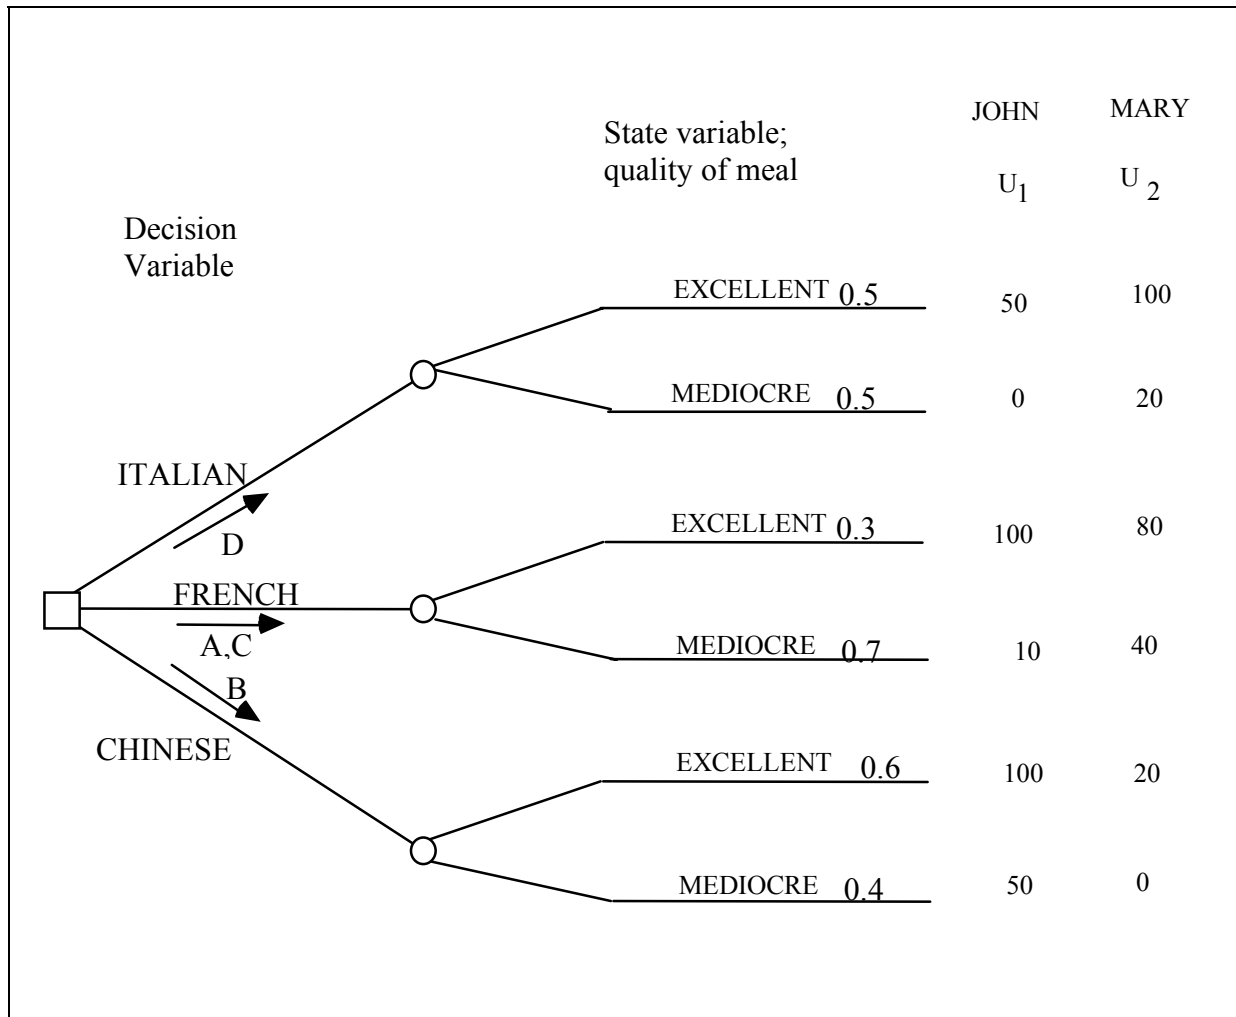 JOHN MARY
State variable;
quality of meal
U1 U 2
Decision
Variable
EXCELLENT 0.5 50 100
MEDIOCRE 0.5 0 20
ITALIAN
D
EXCELLENT 0.3 100 80
FRENCH
A,C
MEDIOCRE 0.7 10 40
B
CHINESE
EXCELLENT 0.6 100 20
MEDIOCRE 0.4 50 0